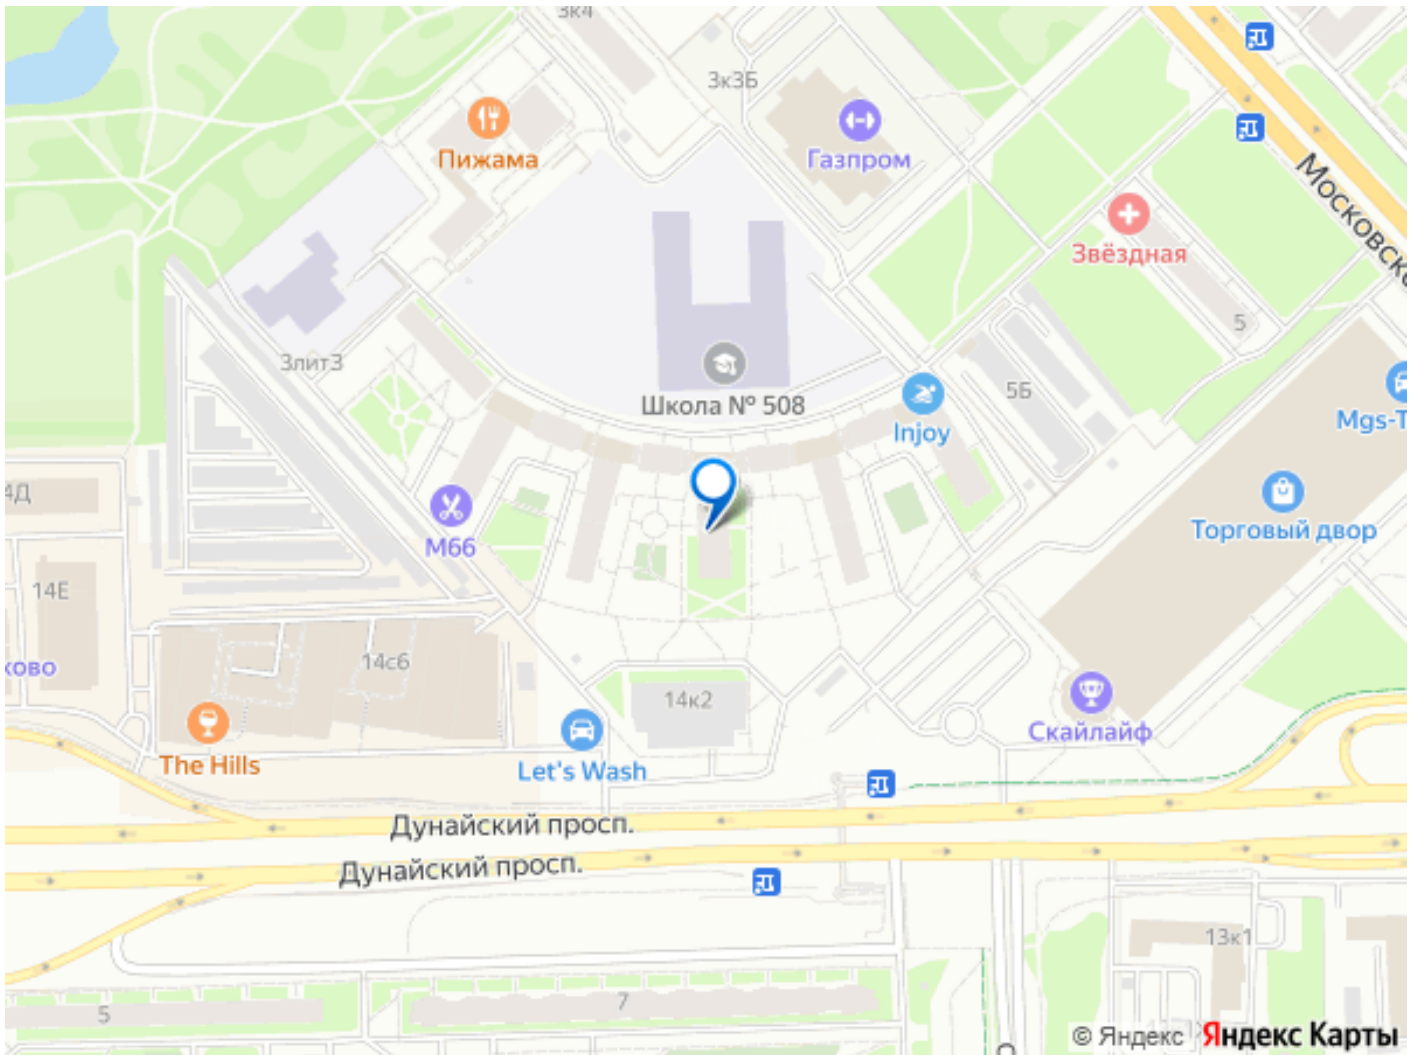 3к4
3к3Б
Пижама
Газпром
Московск
Звёздная
5
3лит3
Школа № 508
5Б
Injoy
Mgs-T
4Д
М66
Торговый двор
14Е
14с6
ково
14к2
The Hills
Let's Wash
Скайлайф
Дунайский просп.
Дунайский просп.
13к1
5
7
© Яндекс Яндекс Карты